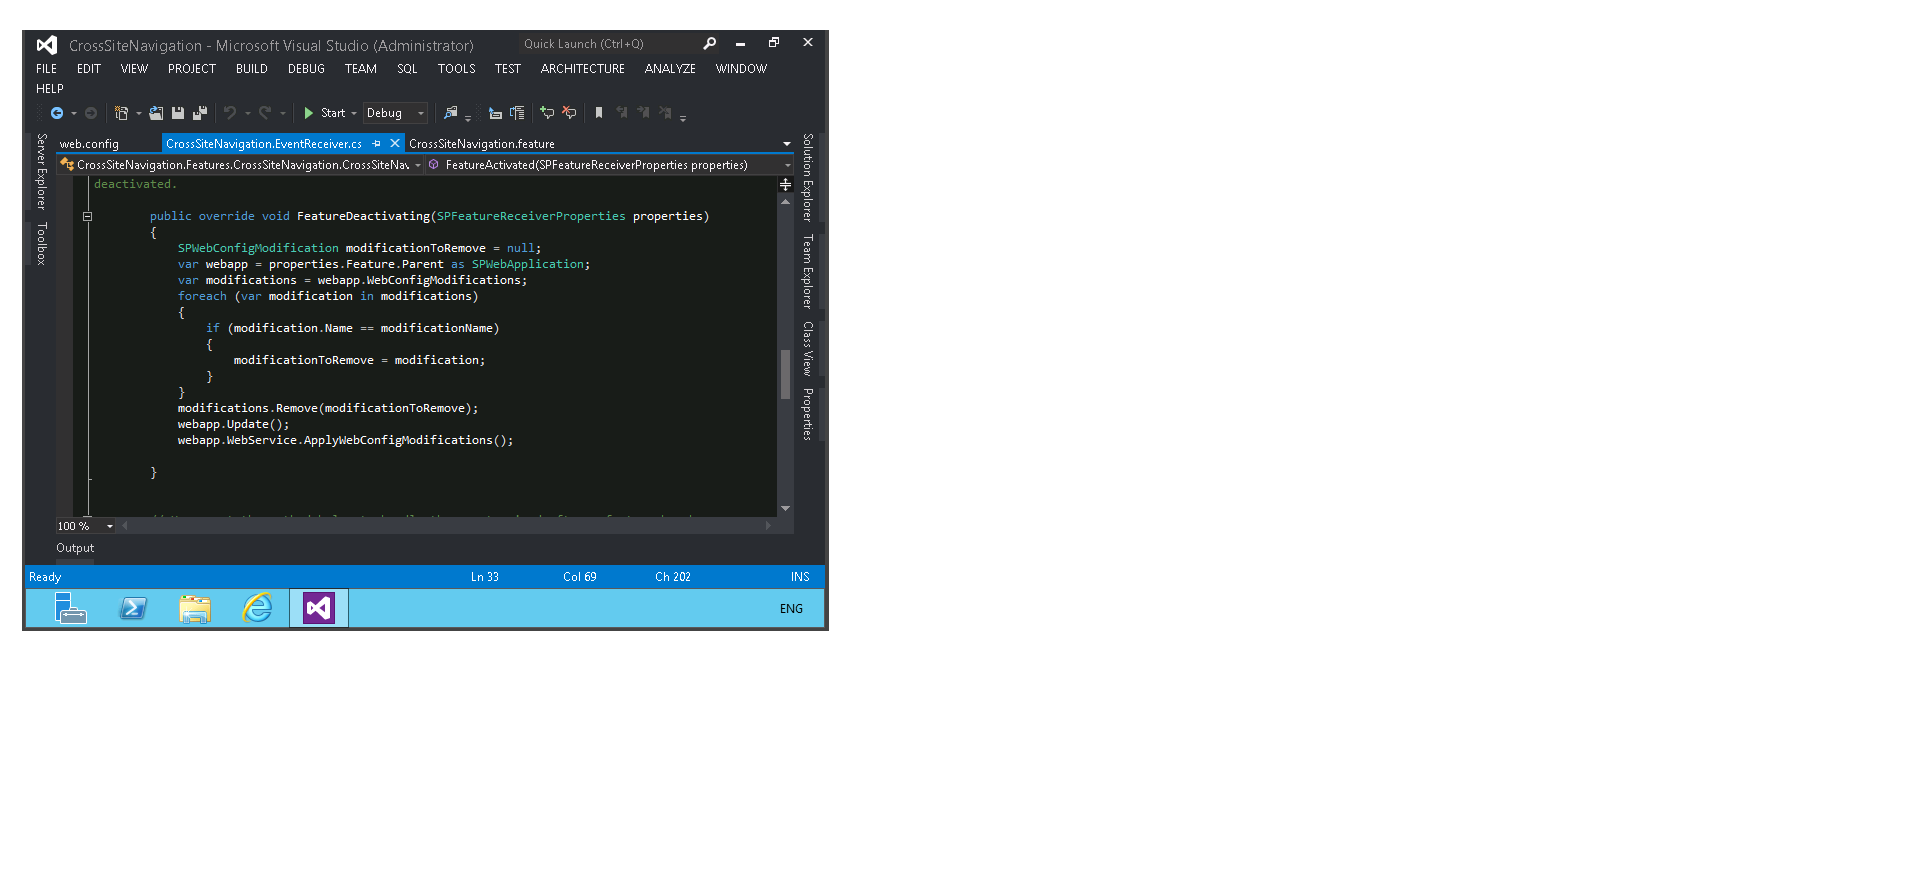 CrossSiteNavigation - Microsoft Visual Studio (Administrator)
Quick Launch (Ctrl+Q)
FILE EDIT VIEW PROJECT BUILD DEBUG TEAM SQL TOOLS TEST ARCHITECTURE ANALYZE WINDOW
HELP
Start Debug
web.config CrossSiteNavigation.EventReceiver.cs CrossSiteNavigation.feature
CrossSiteNavigation.Features.CrossSiteNavigation.CrossSiteNav FeatureActivated(SPFeatureReceiverProperties properties)
Server Explorer
Toolbox
deactivated.
public override void FeatureDeactivating(SPFeatureReceiverProperties properties)
{
SPWebConfigModification modificationToRemove = null;
var webapp = properties.Feature.Parent as SPWebApplication;
var modifications = webapp.WebConfigModifications;
foreach (var modification in modifications)
{
if (modification.Name == modificationName)
{
modificationToRemove = modification;
}
}
modifications.Remove(modificationToRemove);
webapp.Update();
webapp.WebService.ApplyWebConfigModifications();
}
Solution Explorer
Team Explorer
Class View
Properties
100 %
Output
Ready Ln 33 Col 69 Ch 202 INS
ENG